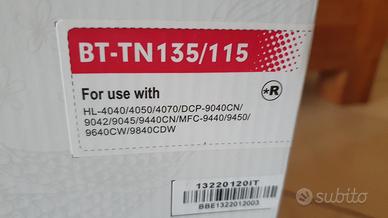 BT-TN135/115
For use with
*R
HL-4040/4050/4070/DCP-9040CN/
9042/9045/9440CN/MFC-9440/9450/
9640CW/9840CDW
13220120IT
BBE1322012003
subito